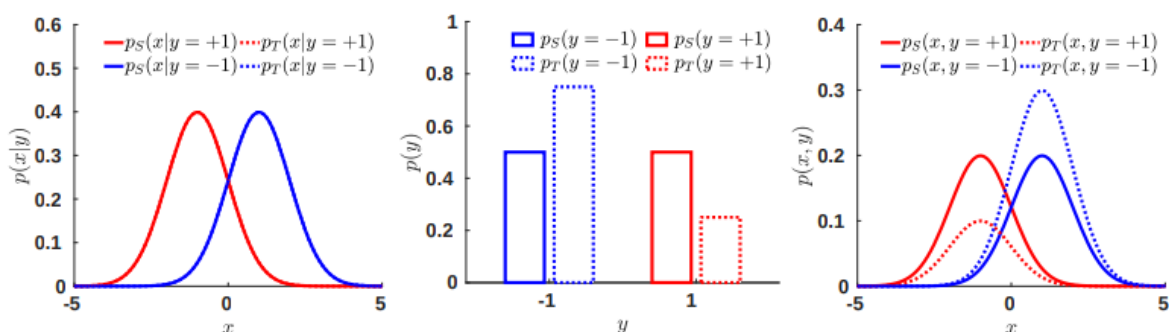 0.6
0.5
0.4
0.3
0.2
0.1
0
-5
0
5
p(x|y)
x
p_S(x|y = +1) p_T(x|y = +1)
p_S(x|y = −1) p_T(x|y = −1)
1
0.8
0.6
0.4
0.2
0
-1
1
p(y)
y
p_S(y = −1) p_S(y = +1)
p_T(y = −1) p_T(y = +1)
0.4
0.3
0.2
0.1
0
-5
0
5
p(x, y)
x
p_S(x, y = +1) p_T(x, y = +1)
p_S(x, y = −1) p_T(x, y = −1)